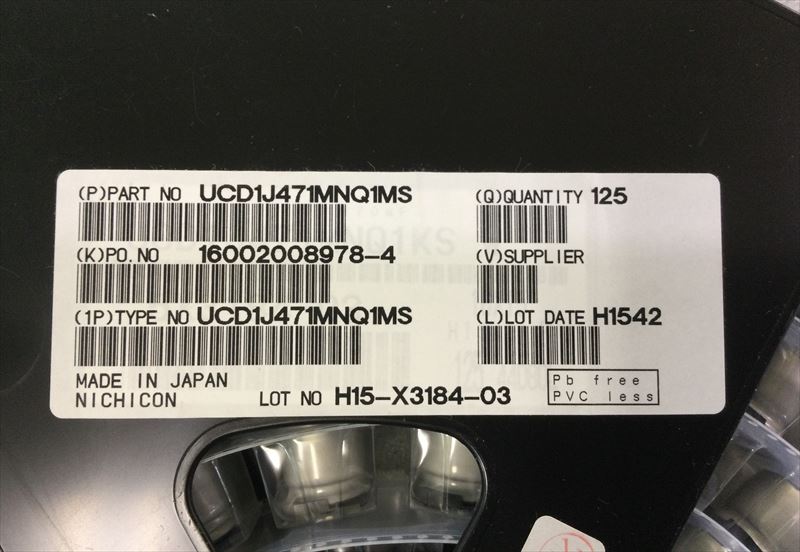 (P)PART NO UCD1J471MNQ1MS
(Q)QUANTITY 125
(K)PO.NO 16002008978-4
(V)SUPPLIER
(1P)TYPE NO UCD1J471MNQ1MS
(L)LOT DATE H1542
MADE IN JAPAN
NICHICON LOT NO H15-X3184-03
Pb free
PVC less